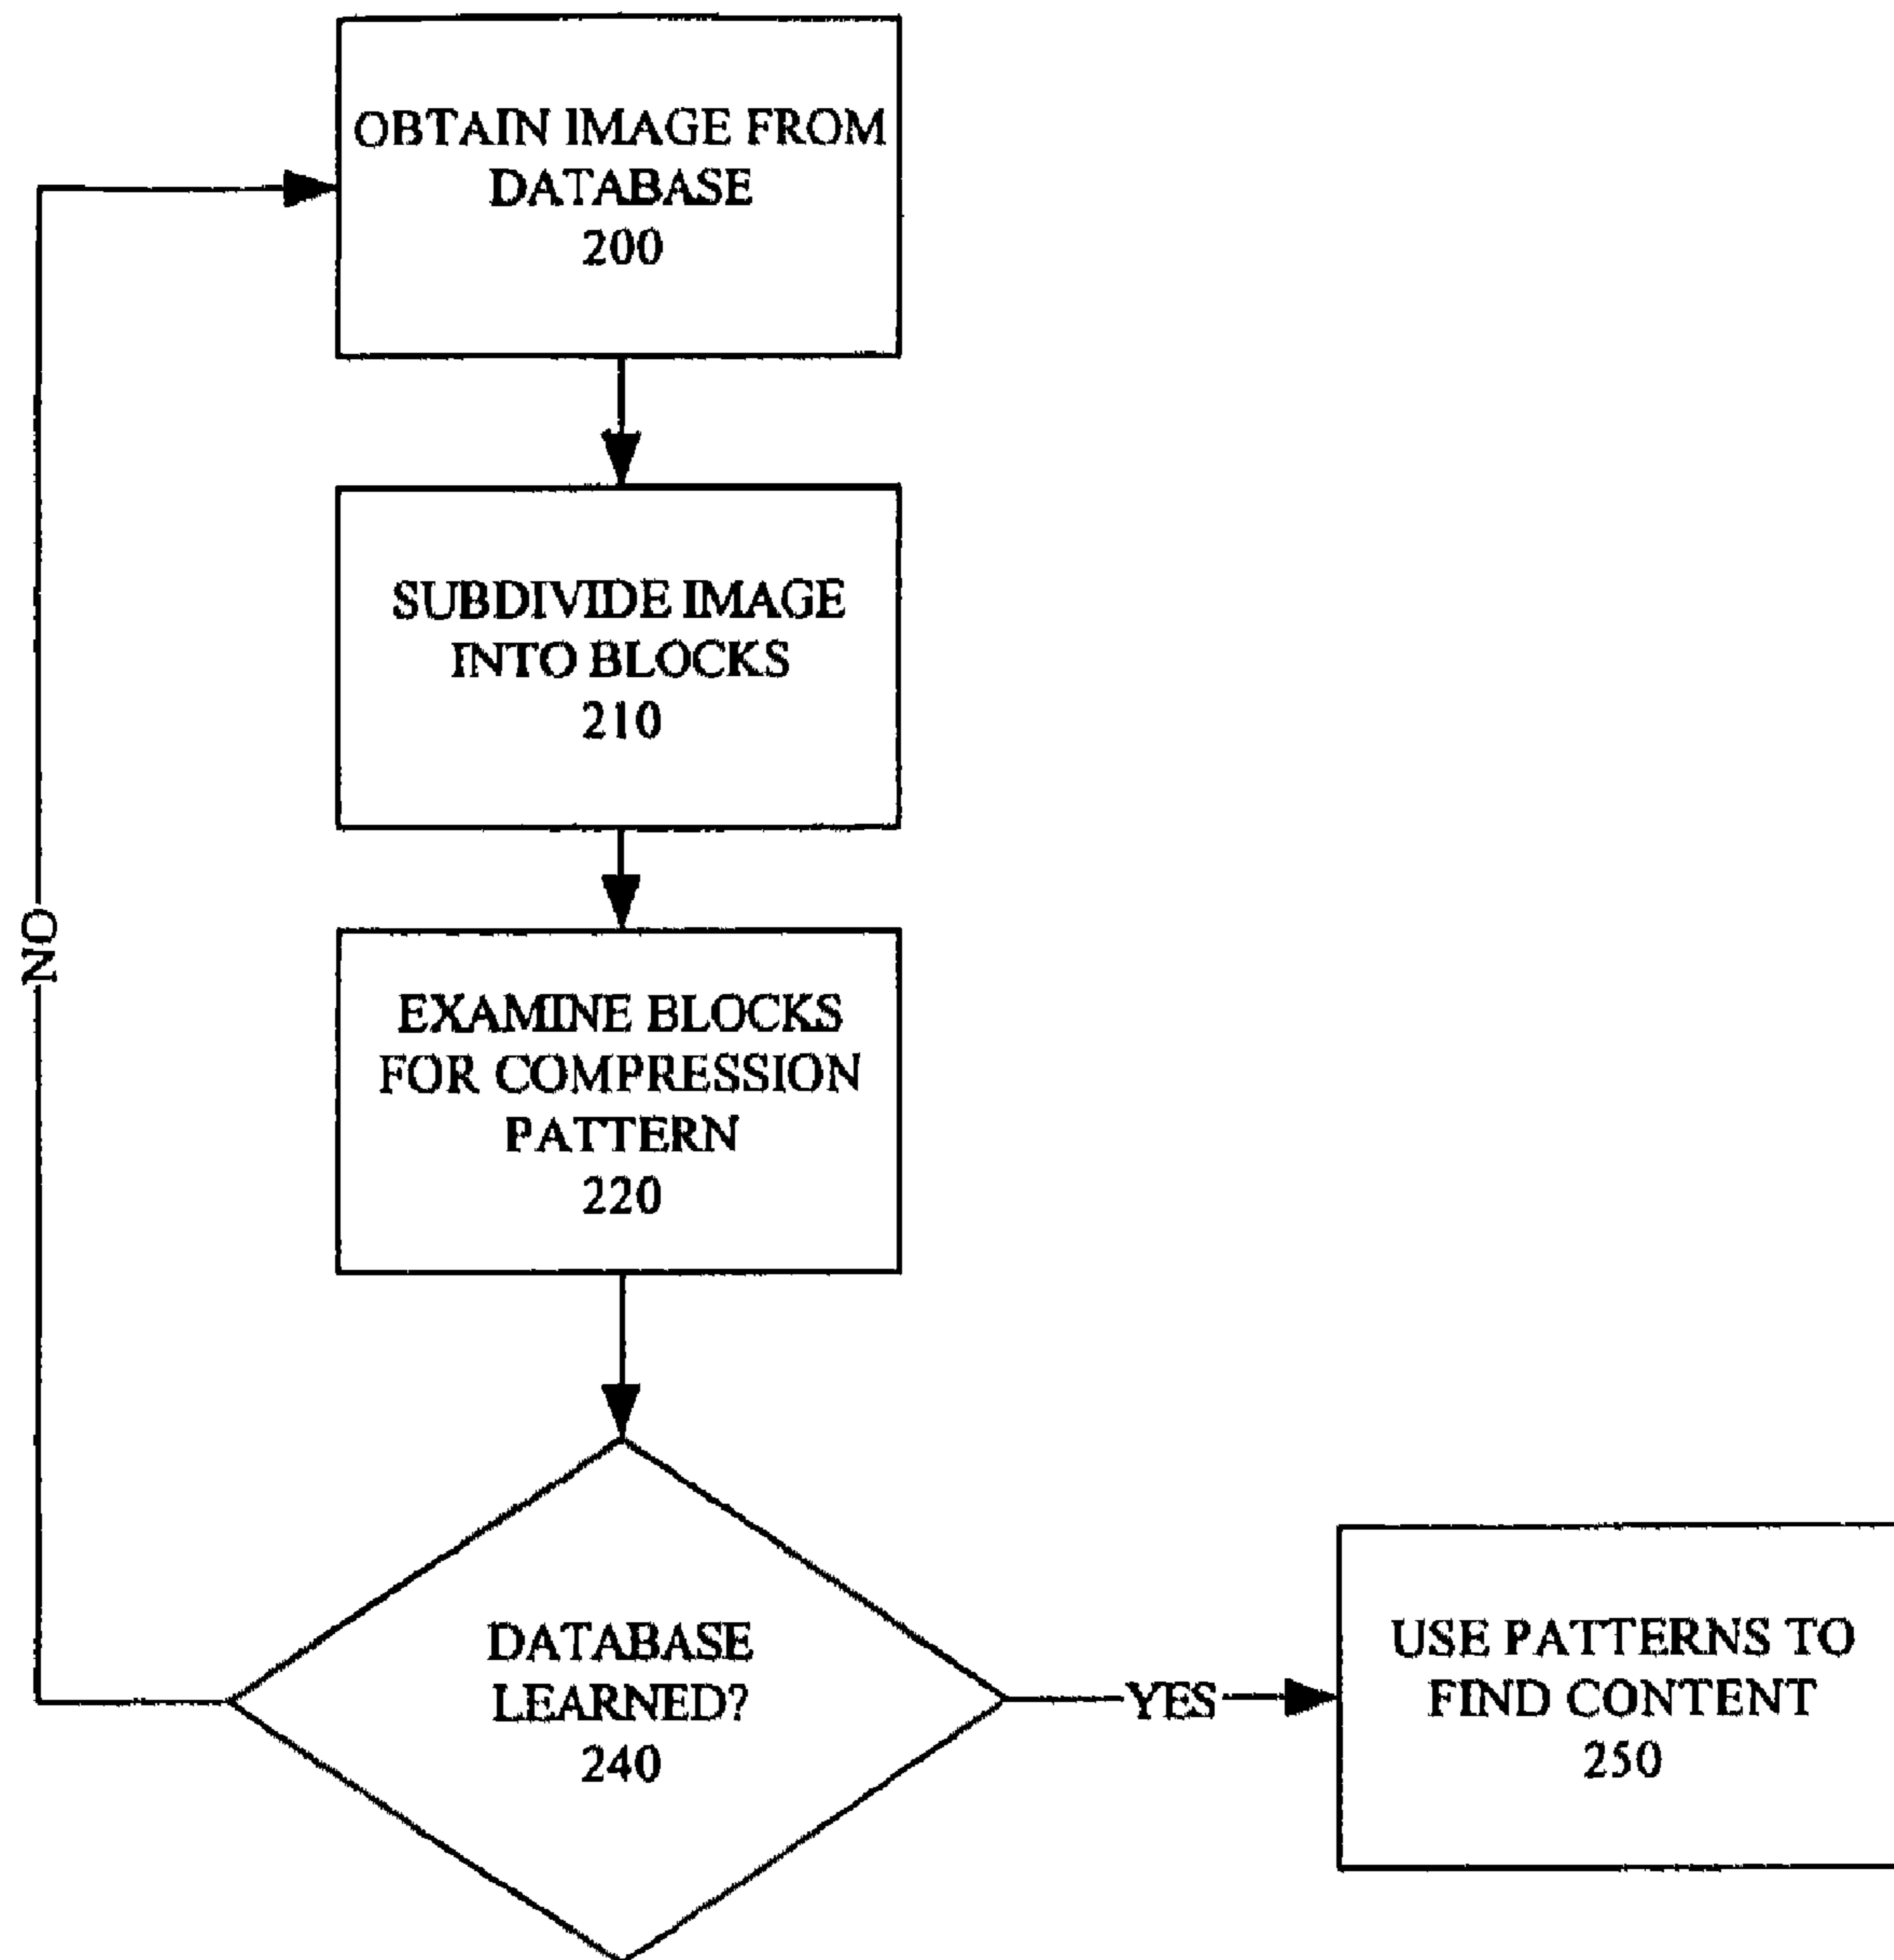 OBTAIN IMAGE FROM
DATABASE
200
SUBDIVIDE IMAGE
INTO BLOCKS
210
NO
EXAMINE BLOCKS
FOR COMPRESSION
PATTERN
220
DATABASE
LEARNED?
240
YES
USE PATTERNS TO
FIND CONTENT
250